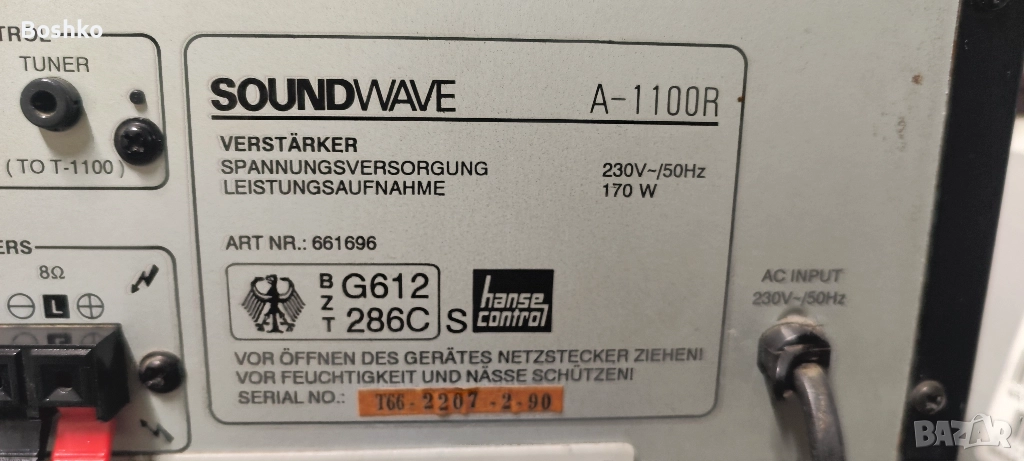 Boshko
TUNER
(TO T-1100)
8Ω
L
SOUNDWAVE A-1100R
VERSTÄRKER
SPANNUNGSVERSORGUNG 230V~/50Hz
LEISTUNGSAUFNAHME 170 W
ART NR.: 661696
BZT G612 286C S hanse control
VOR ÖFFNEN DES GERÄTES NETZSTECKER ZIEHEN!
VOR FEUCHTIGKEIT UND NÄSSE SCHÜTZEN!
SERIAL NO.: T66-2207-2-90
AC INPUT
230V~/50Hz
BAZAR